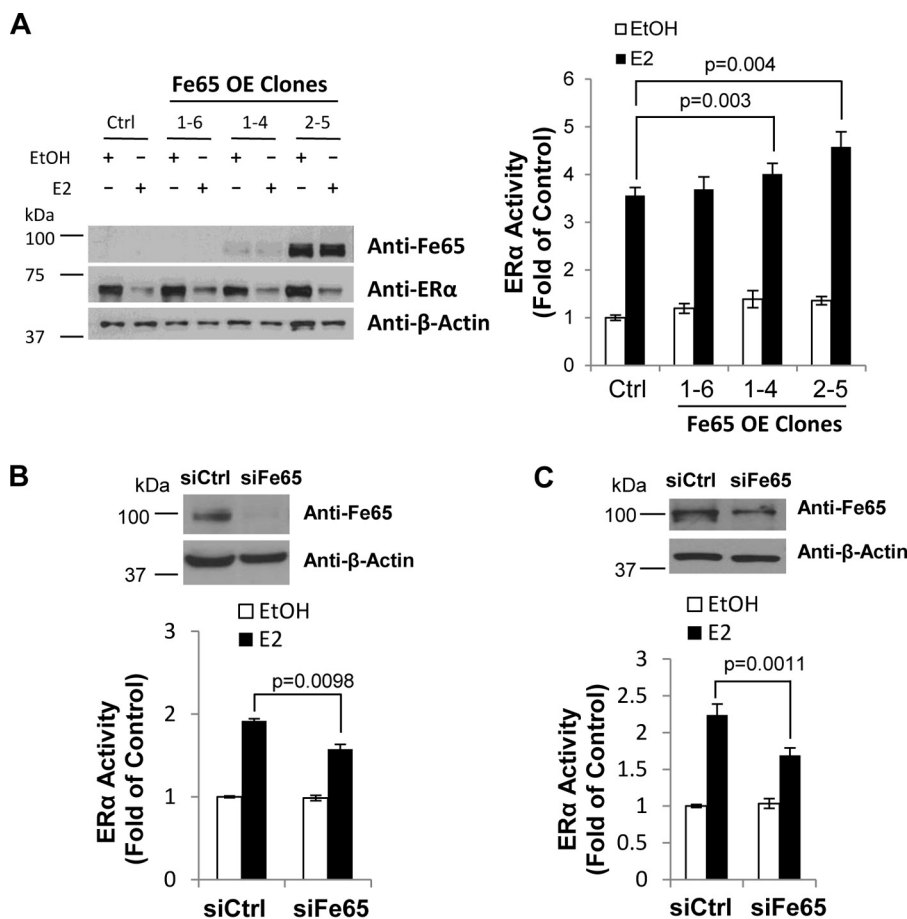 A
Fe65 OE Clones
Ctrl 1-6 1-4 2-5
EtOH + – + – + – + –
E2 – + – + – + – +
kDa
100
Anti-Fe65
75
Anti-ERα
Anti-β-Actin
37
EtOH
E2
ERα Activity
(Fold of Control)
6
5
4
3
2
1
0
p=0.004
p=0.003
Ctrl 1-6 1-4 2-5
Fe65 OE Clones
B
kDa siCtrl siFe65
100 Anti-Fe65
Anti-β-Actin
37
EtOH
E2
ERα Activity
(Fold of Control)
3
2
1
0
p=0.0098
siCtrl siFe65
C
kDa siCtrl siFe65
100 Anti-Fe65
Anti-β-Actin
37
EtOH
E2
ERα Activity
(Fold of Control)
3
2.5
2
1.5
1
0.5
0
p=0.0011
siCtrl siFe65